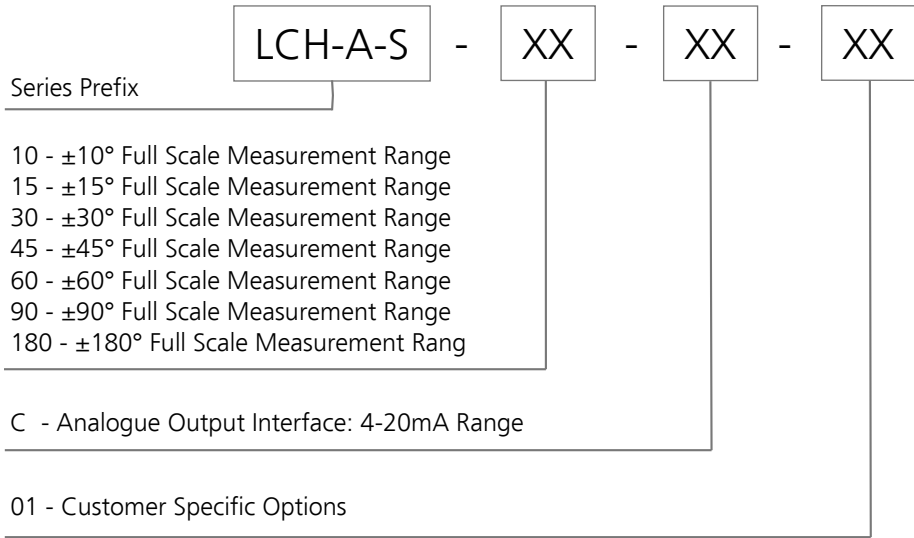 LCH-A-S - XX - XX - XX
Series Prefix
10 - ±10° Full Scale Measurement Range
15 - ±15° Full Scale Measurement Range
30 - ±30° Full Scale Measurement Range
45 - ±45° Full Scale Measurement Range
60 - ±60° Full Scale Measurement Range
90 - ±90° Full Scale Measurement Range
180 - ±180° Full Scale Measurement Rang
C - Analogue Output Interface: 4-20mA Range
01 - Customer Specific Options